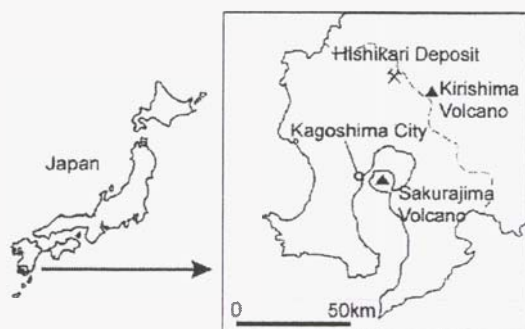 Japan
HIshikari Deposit
Kirishima
Volcano
Kagoshima City
Sakurajima
Volcano
0 50km